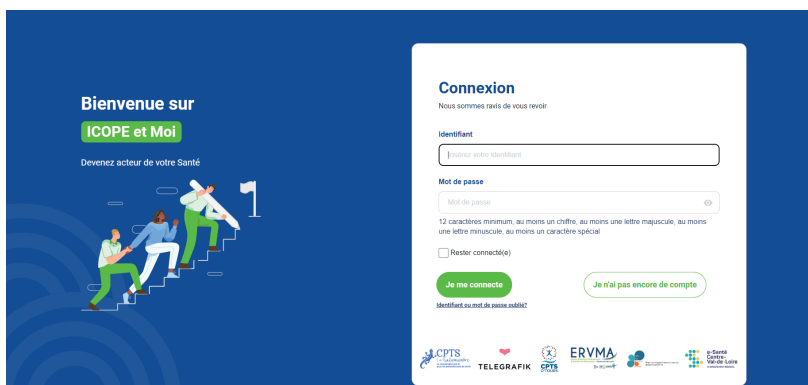 Bienvenue sur
ICOPE et Moi
Devenez acteur de votre Santé
Connexion
Nous sommes ravis de vous revoir
Identifiant
Insérez votre identifiant
Mot de passe
Mot de passe
12 caractères minimum, au moins un chiffre, au moins une lettre majuscule, au moins
une lettre minuscule, au moins un caractère spécial
Rester connecté(e)
Je me connecte
Je n'ai pas encore de compte
Identifiant ou mot de passe oublié?
CPTS
TELEGRAFIK
CPTS
ERVMA
e-Santé
Centre-
Val-de-Loire